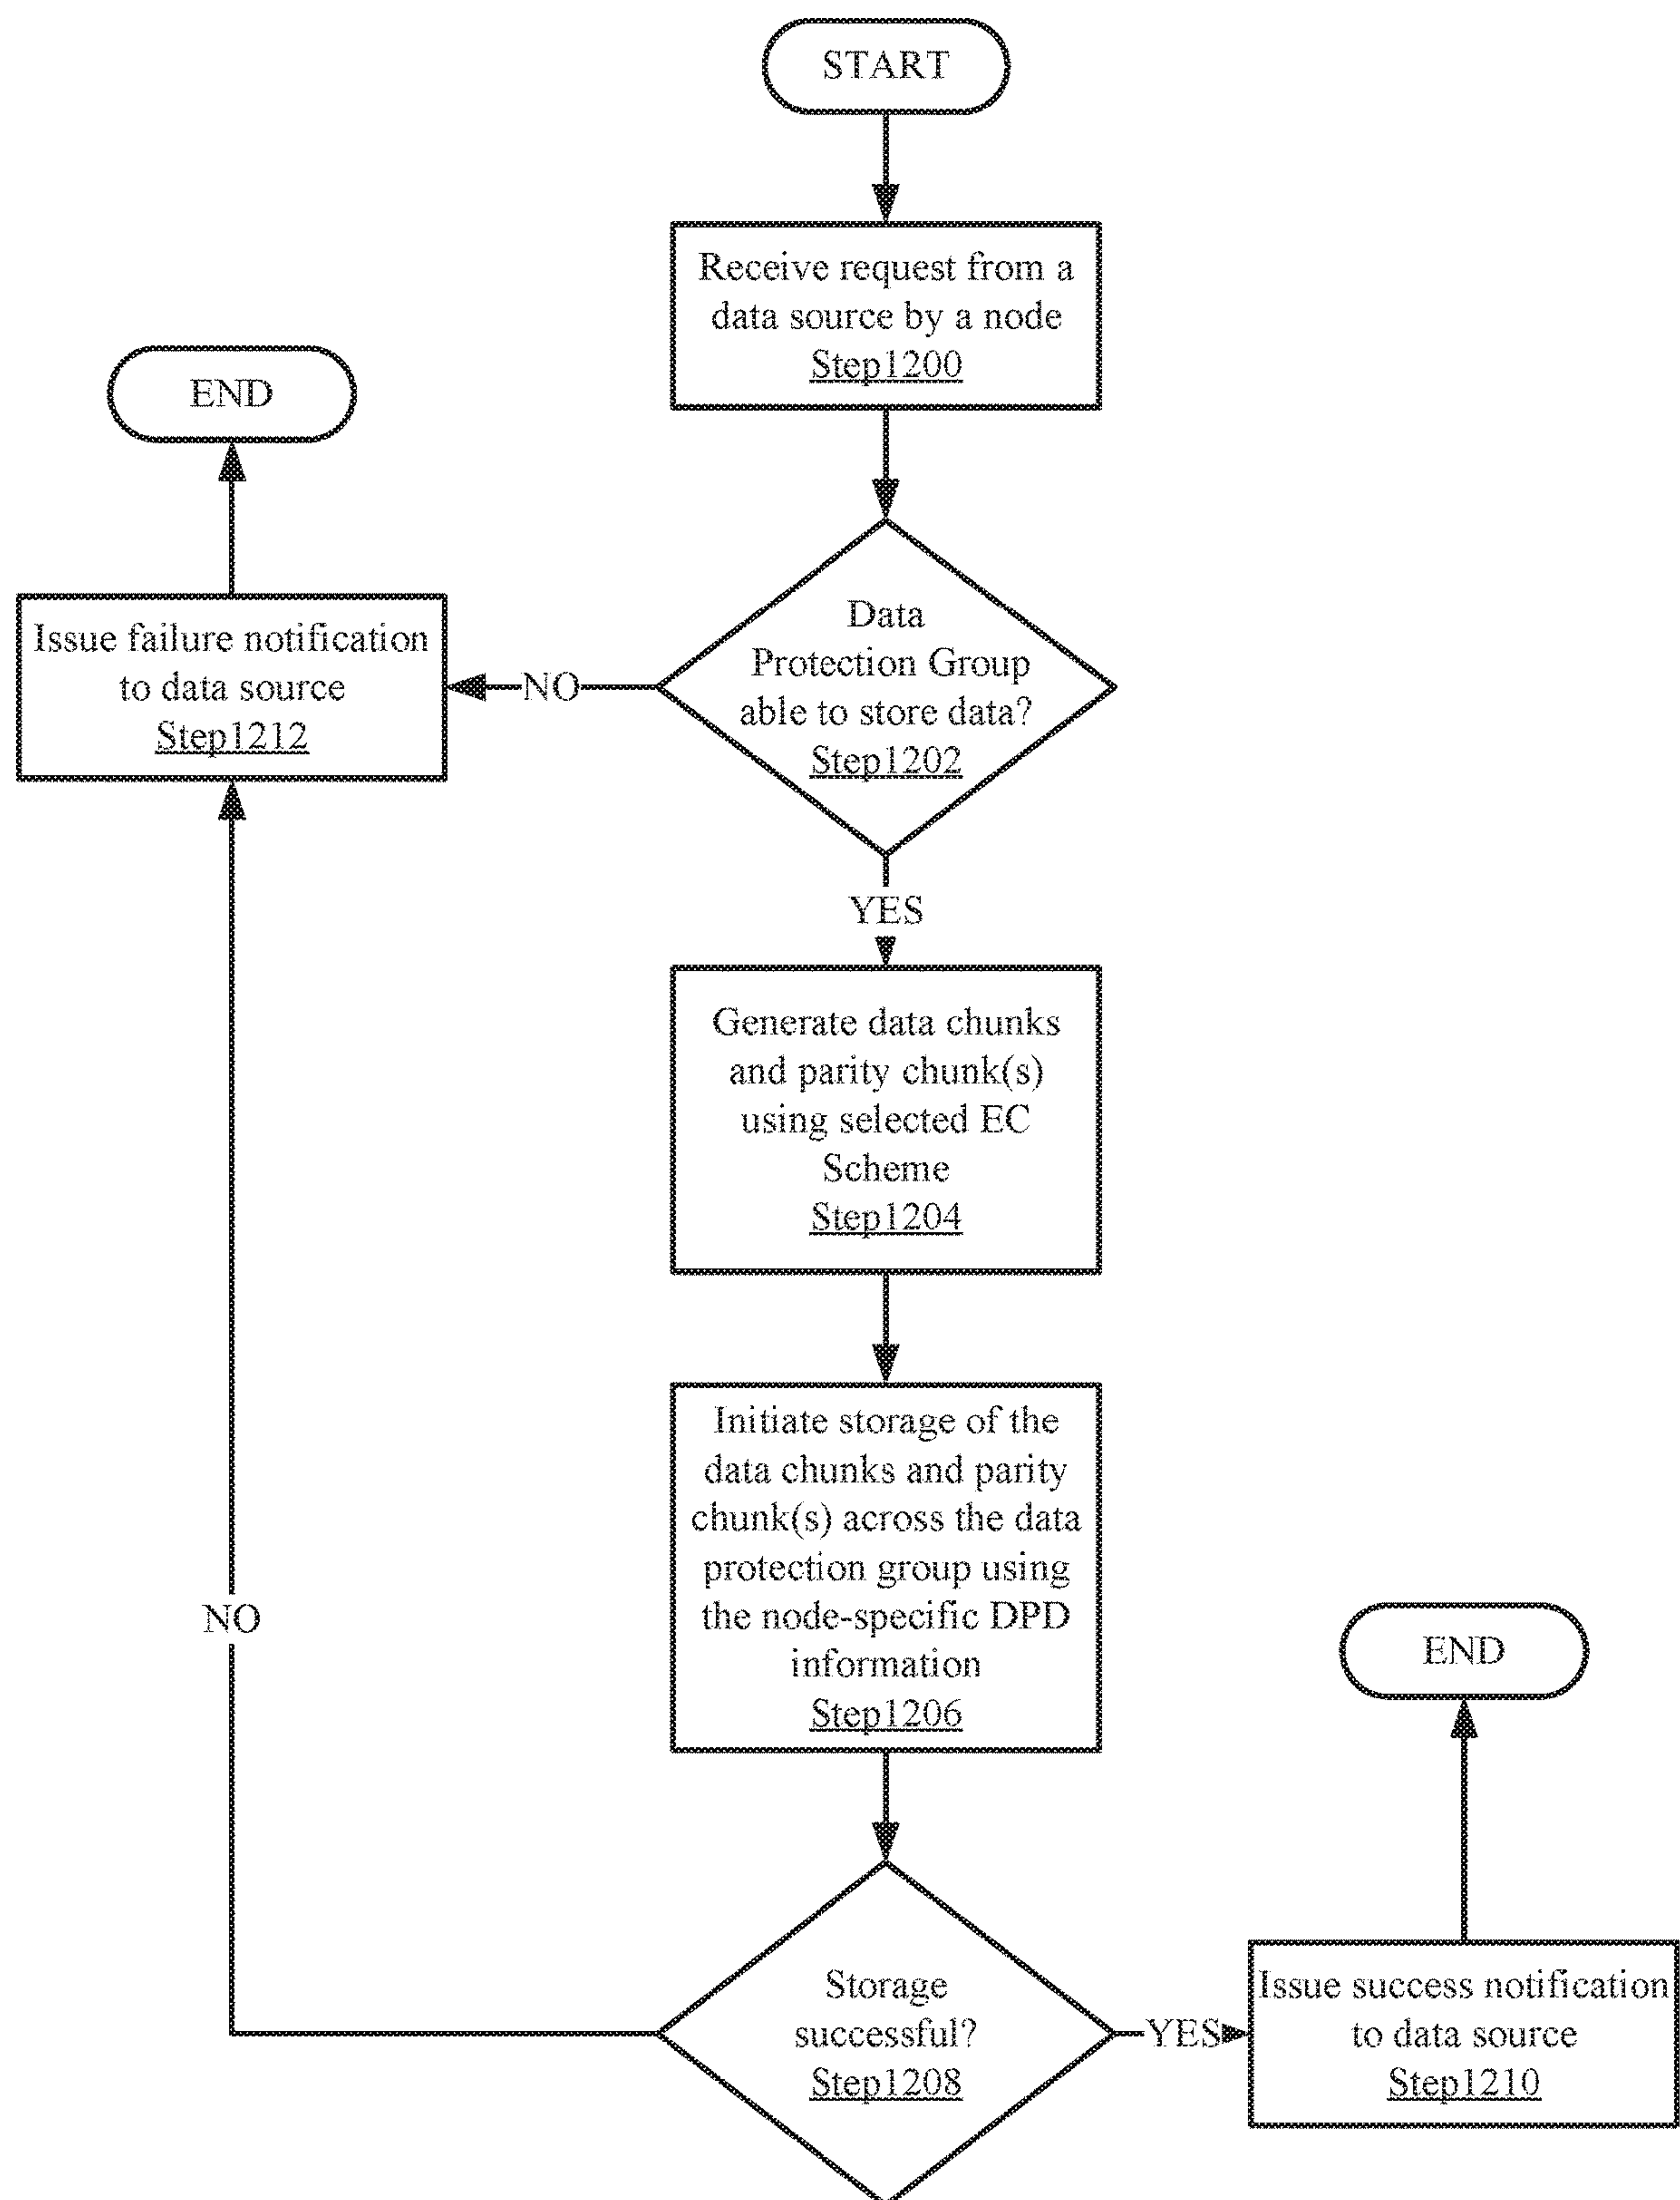 START
Receive request from a
data source by a node
Step1200
END
Data
Protection Group
able to store data?
Step1202
NO
Issue failure notification
to data source
Step1212
YES
Generate data chunks
and parity chunk(s)
using selected EC
Scheme
Step1204
Initiate storage of the
data chunks and parity
chunk(s) across the data
protection group using
the node-specific DPD
information
Step1206
NO
END
Storage
successful?
Step1208
YES
Issue success notification
to data source
Step1210